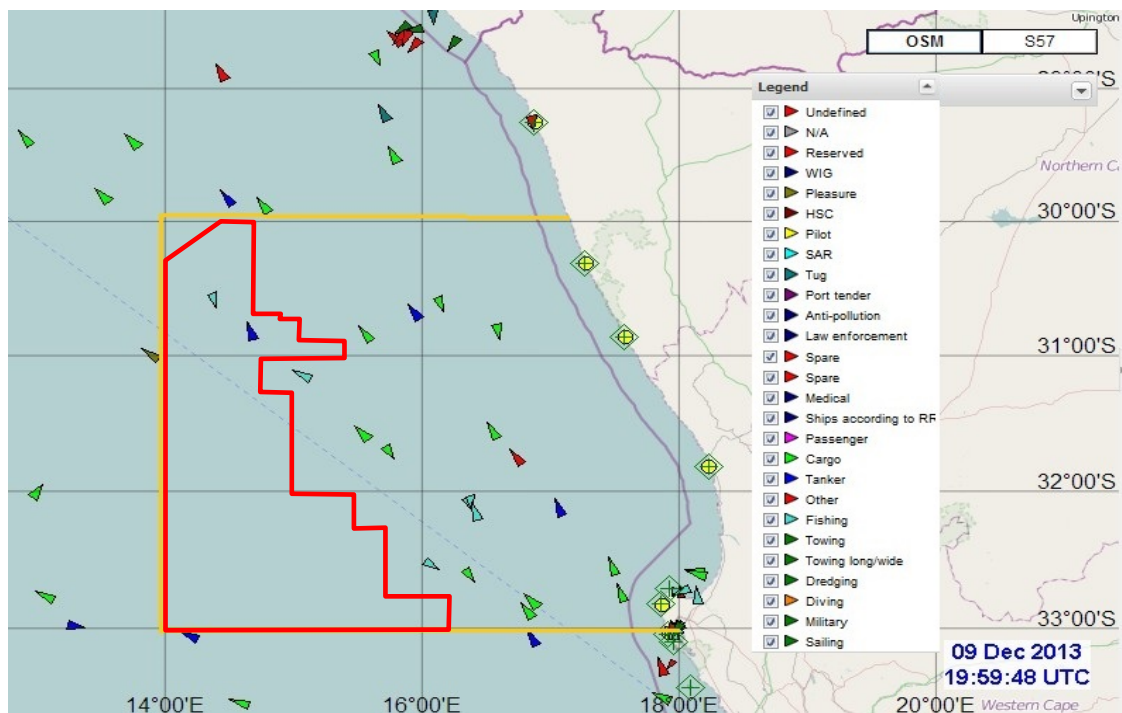 Upington
OSM S57
Legend
29°00'S
Undefined
N/A
Reserved
Northern
WIG
Pleasure
HSC
30°00'S
Pilot
SAR
Tug
Port tender
Anti-pollution
Law enforcement
31°00'S
Spare
Spare
Medical
Ships according to RR
Passenger
Cargo
Tanker
32°00'S
Other
Fishing
Towing
Towing long/wide
Dredging
Diving
33°00'S
Military
Sailing
09 Dec 2013
19:59:48 UTC
14°00'E 16°00'E 18°00'E 20°00'E Western Cape